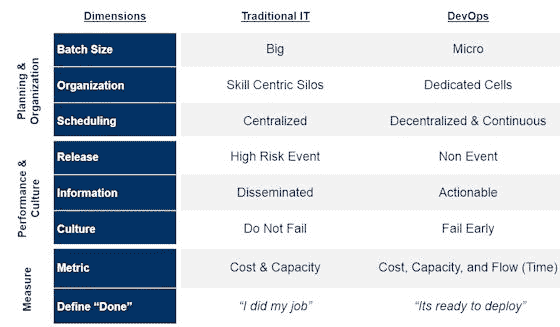 Dimensions Traditional IT DevOps
Planning &
Organization
Batch Size Big Micro
Organization Skill Centric Silos Dedicated Cells
Scheduling Centralized Decentralized & Continuous
Performance &
Culture
Release High Risk Event Non Event
Information Disseminated Actionable
Culture Do Not Fail Fail Early
Measure
Metric Cost & Capacity Cost, Capacity, and Flow (Time)
Define “Done” “I did my job” “Its ready to deploy”